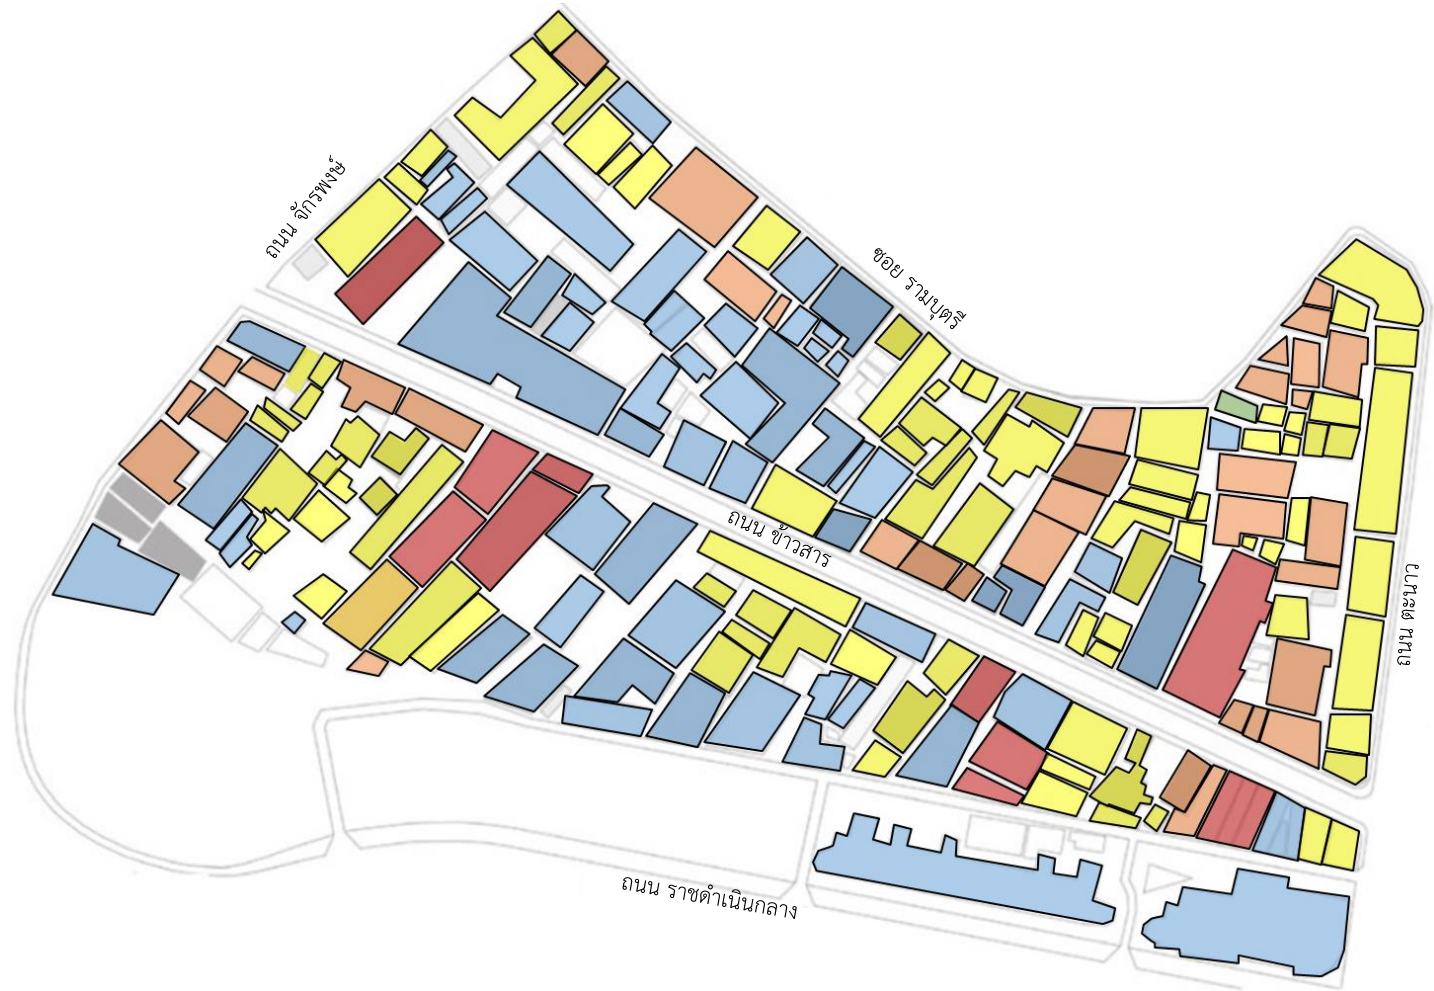 ถนน จักรพงษ์
ซอย รามบุตรี
ถนน ข้าวสาร
ถนน ตะนาว
ถนน ราชดำเนินกลาง